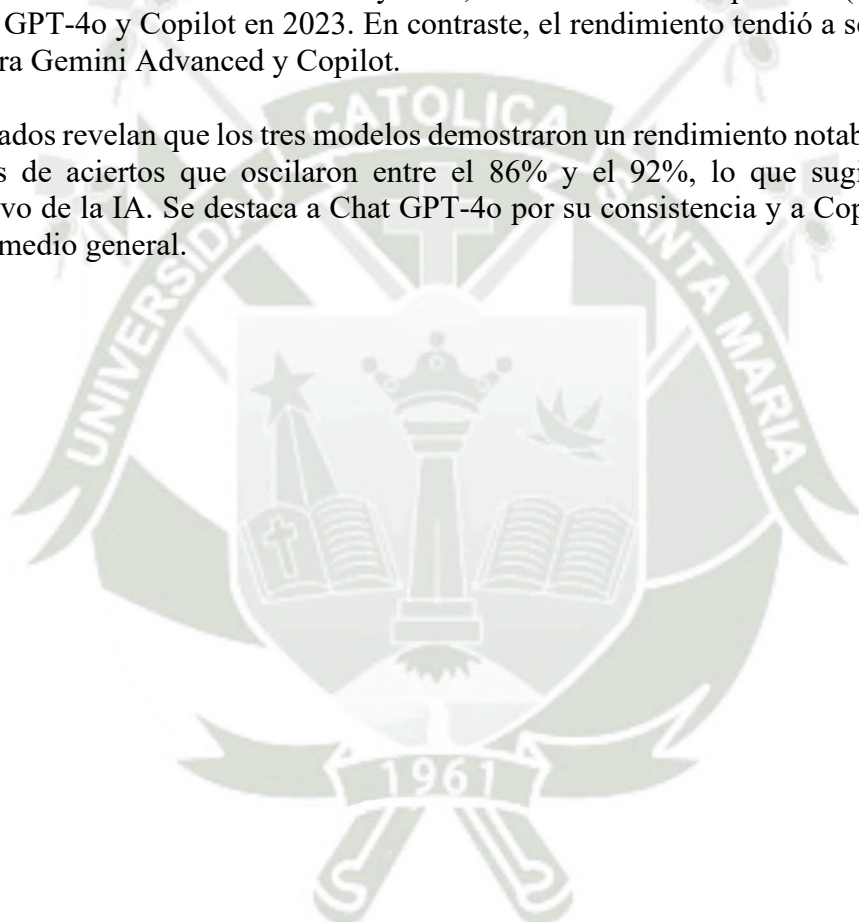 GPT-4o y Copilot en 2023. En contraste, el rendimiento tendió a
ra Gemini Advanced y Copilot.
ados revelan que los tres modelos demostraron un rendimiento notab
s de aciertos que oscilaron entre el 86% y el 92%, lo que sugi
vo de la IA. Se destaca a Chat GPT-4o por su consistencia y a Cop
medio general.
UNIVERSIDAD CATOLICA SANTA MARIA
1961